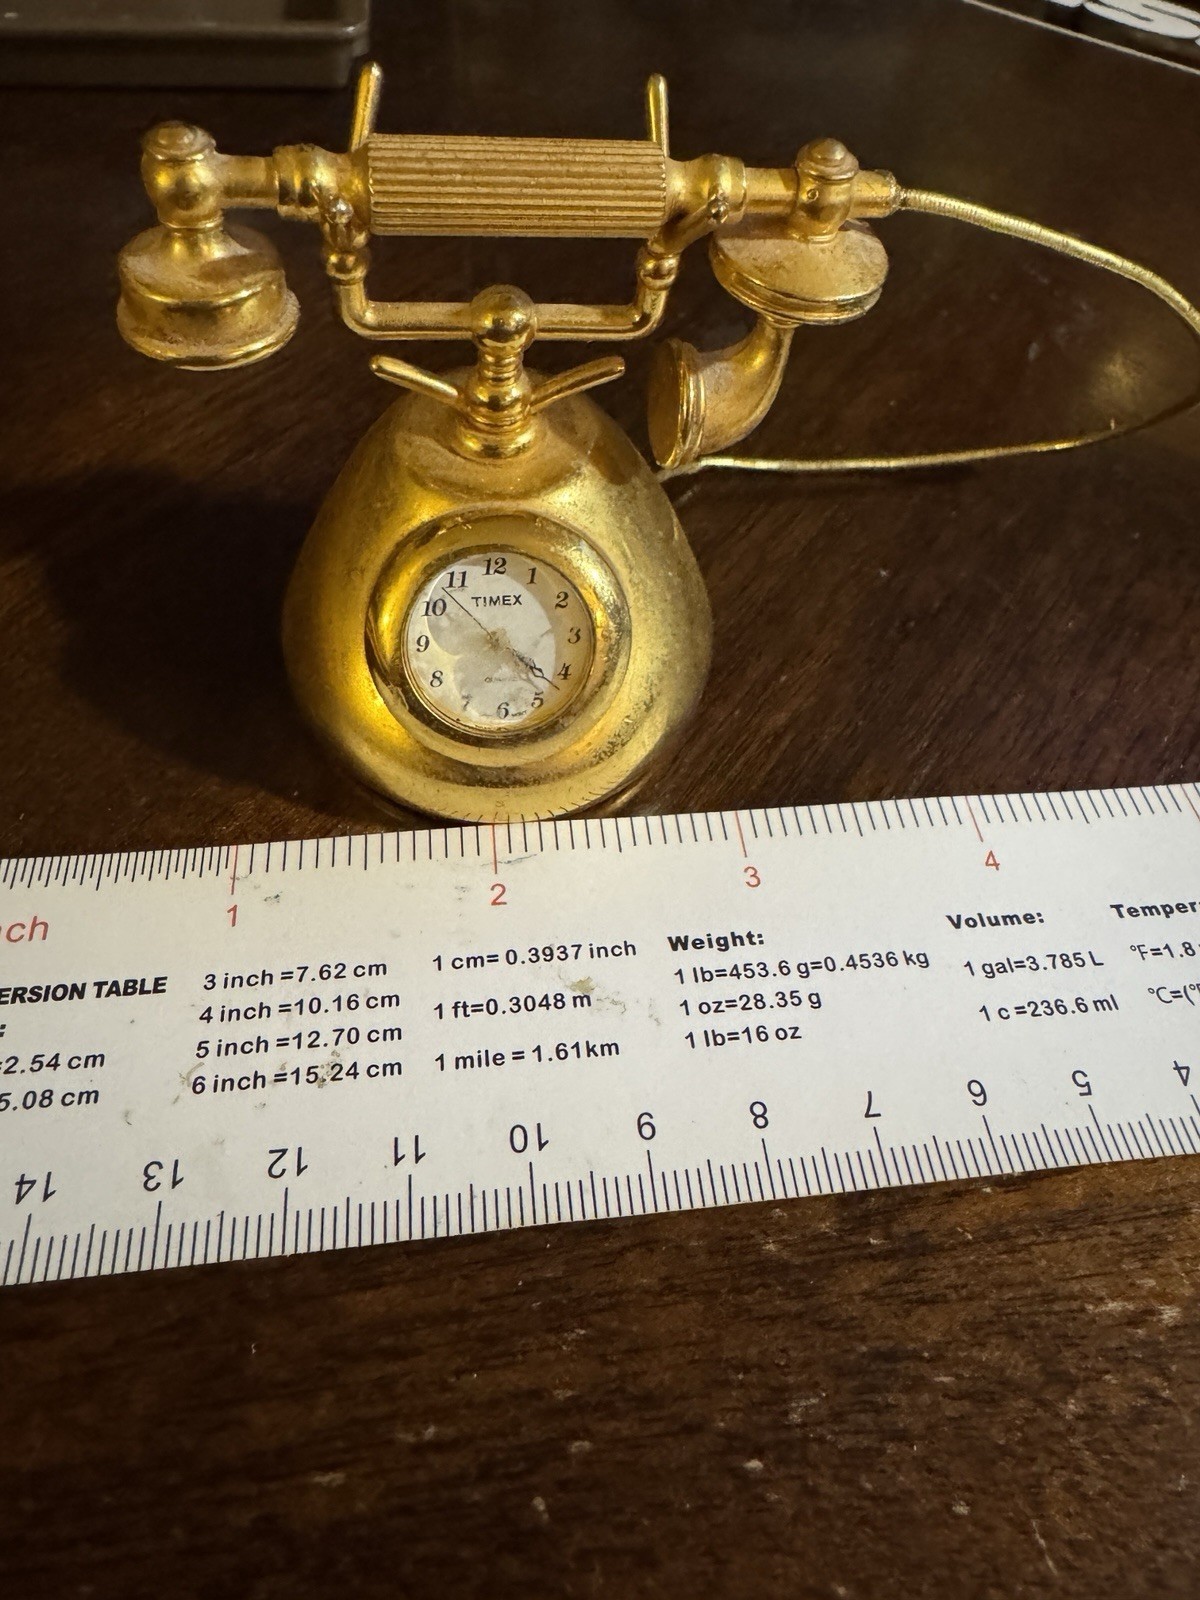 S
12
11
1
TIMEX
10
2
9
3
8
4
7
5
6
1
2
3
4
ch
Weight:
Volume:
Temper
ERSION TABLE
3 inch =7.62 cm
1 cm= 0.3937 inch
1 lb=453.6 g=0.4536 kg
1 gal=3.785 L
°F=1.8
:
4 inch =10.16 cm
1 ft=0.3048 m
1 oz=28.35 g
1 c =236.6 ml
°C=(°
2.54 cm
5 inch =12.70 cm
1 mile = 1.61km
1 lb=16 oz
5.08 cm
6 inch =15.24 cm
14
13
12
11
10
9
8
7
6
5
4